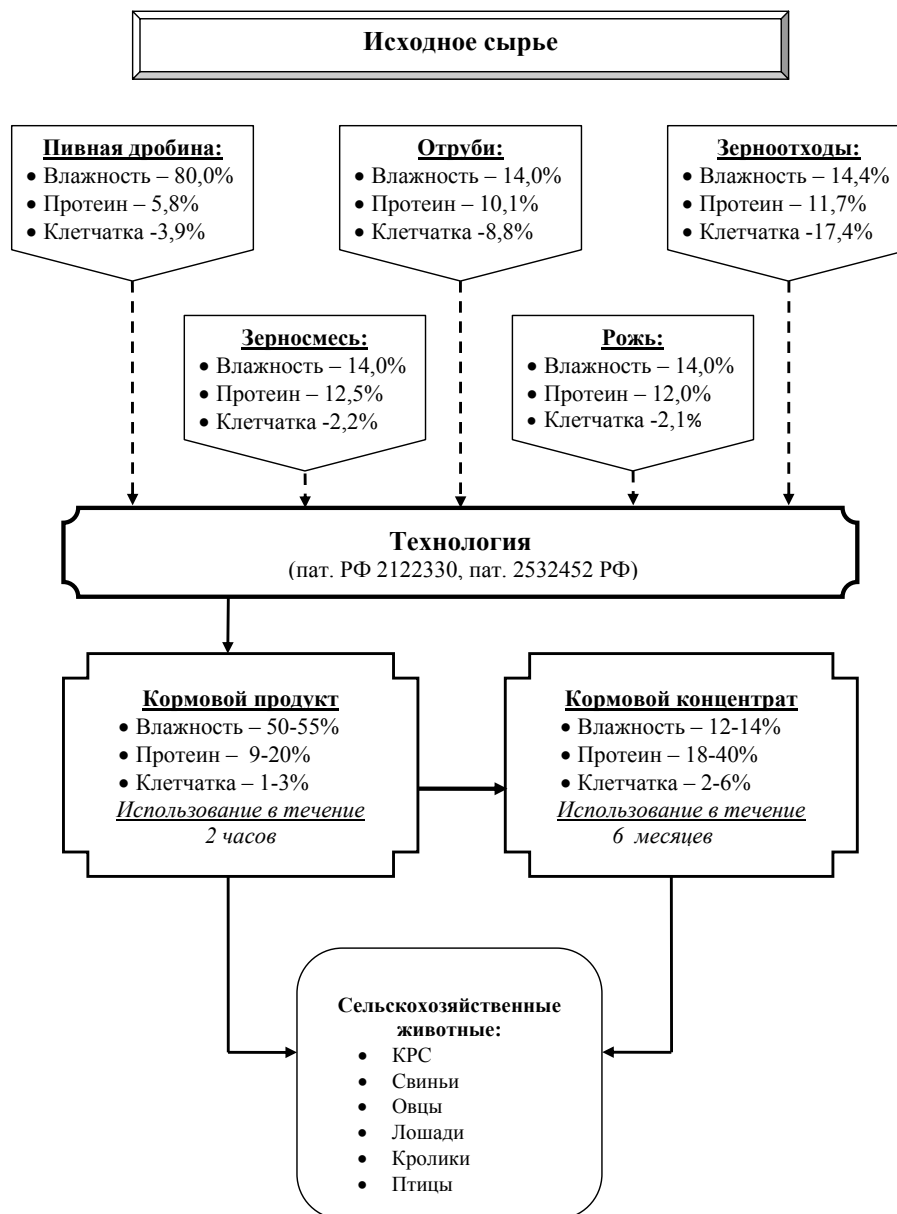 Исходное сырье
Пивная дробина:
• Влажность – 80,0%
• Протеин – 5,8%
• Клетчатка -3,9%
Отруби:
• Влажность – 14,0%
• Протеин – 10,1%
• Клетчатка -8,8%
Зерноотходы:
• Влажность – 14,4%
• Протеин – 11,7%
• Клетчатка -17,4%
Зерносмесь:
• Влажность – 14,0%
• Протеин – 12,5%
• Клетчатка -2,2%
Рожь:
• Влажность – 14,0%
• Протеин – 12,0%
• Клетчатка -2,1%
Технология
(пат. РФ 2122330, пат. 2532452 РФ)
Кормовой продукт
• Влажность – 50-55%
• Протеин – 9-20%
• Клетчатка – 1-3%
Использование в течение
2 часов
Кормовой концентрат
• Влажность – 12-14%
• Протеин – 18-40%
• Клетчатка – 2-6%
Использование в течение
6 месяцев
Сельскохозяйственные
животные:
• КРС
• Свиньи
• Овцы
• Лошади
• Кролики
• Птицы